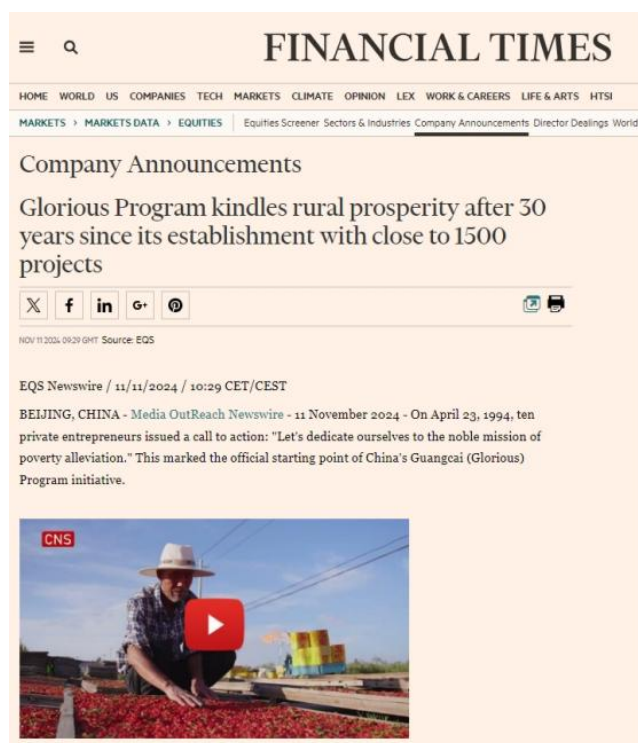 FINANCIAL TIMES
HOME WORLD US COMPANIES TECH MARKETS CLIMATE OPINION LEX WORK & CAREERS LIFE & ARTS HTSI
MARKETS > MARKETS DATA > EQUITIES Equities Screener Sectors & Industries Company Announcements Director Dealings World
Company Announcements
Glorious Program kindles rural prosperity after 30
years since its establishment with close to 1500
projects
X f in G+
NOV 11 2024 09:29 GMT Source: EQS
EQS Newswire / 11/11/2024 / 10:29 CET/CEST
BEIJING, CHINA - Media OutReach Newswire - 11 November 2024 - On April 23, 1994, ten
private entrepreneurs issued a call to action: "Let's dedicate ourselves to the noble mission of
poverty alleviation." This marked the official starting point of China's Guangcai (Glorious)
Program initiative.
CNS